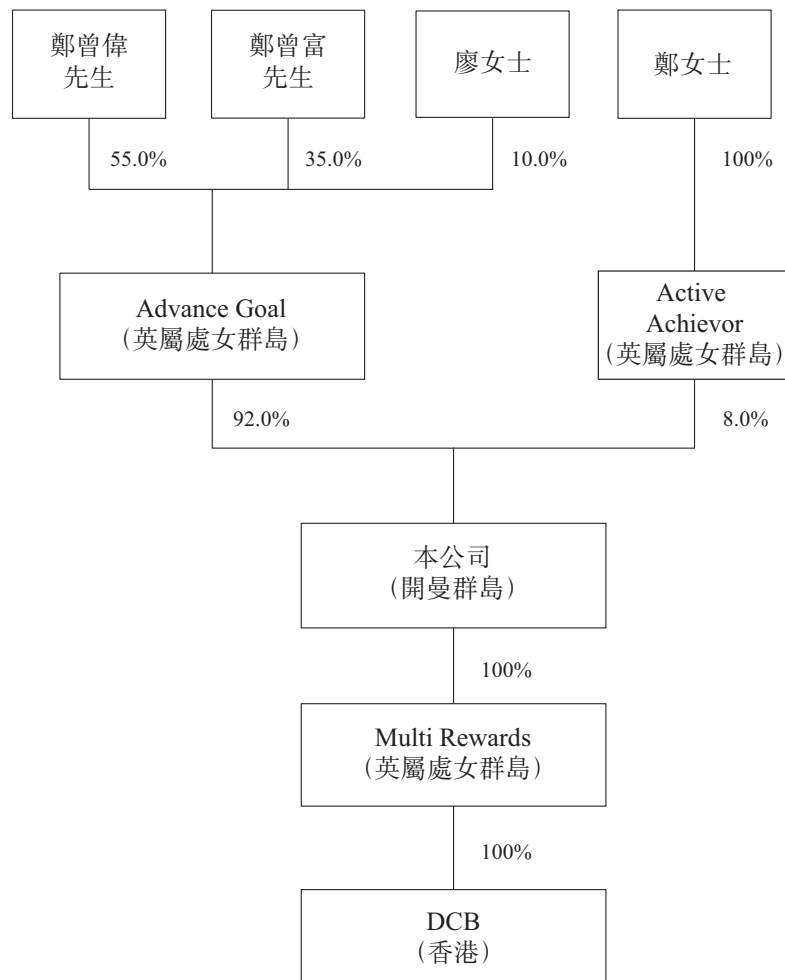 鄭曾偉
先生
鄭曾富
先生
廖女士
鄭女士
55.0%
35.0%
10.0%
100%
Advance Goal
（英屬處女群島）
Active
Achievor
（英屬處女群島）
92.0%
8.0%
本公司
（開曼群島）
100%
Multi Rewards
（英屬處女群島）
100%
DCB
（香港）